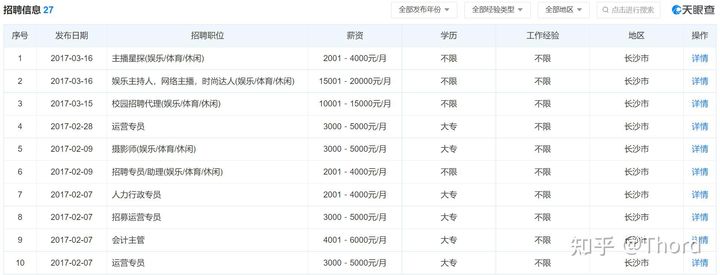 招聘信息 27 全部发布年份 全部经验类型 全部地区 点击进行搜索 天眼查
序号 发布日期 招聘职位 薪资 学历 工作经验 地区 操作
1 2017-03-16 主播星探(娱乐/体育/休闲) 2001 - 4000元/月 不限 不限 长沙市 详情
2 2017-03-16 娱乐主持人，网络主播，时尚达人(娱乐/体育/休闲) 15001 - 20000元/月 不限 不限 长沙市 详情
3 2017-03-15 校园招聘代理(娱乐/体育/休闲) 10001 - 15000元/月 不限 不限 长沙市 详情
4 2017-02-28 运营专员 3000 - 5000元/月 大专 不限 长沙市 详情
5 2017-02-09 摄影师(娱乐/体育/休闲) 3000 - 5000元/月 大专 不限 长沙市 详情
6 2017-02-09 招聘专员/助理(娱乐/体育/休闲) 2001 - 4000元/月 不限 不限 长沙市 详情
7 2017-02-07 人力行政专员 2001 - 4000元/月 大专 不限 长沙市 详情
8 2017-02-07 招募运营专员 3000 - 5000元/月 大专 不限 长沙市 详情
9 2017-02-07 会计主管 4001 - 6000元/月 大专 不限 长沙市 详情
10 2017-02-07 运营专员 3000 - 5000元/月 大专 不限 长沙市 详情
知乎 @Thord